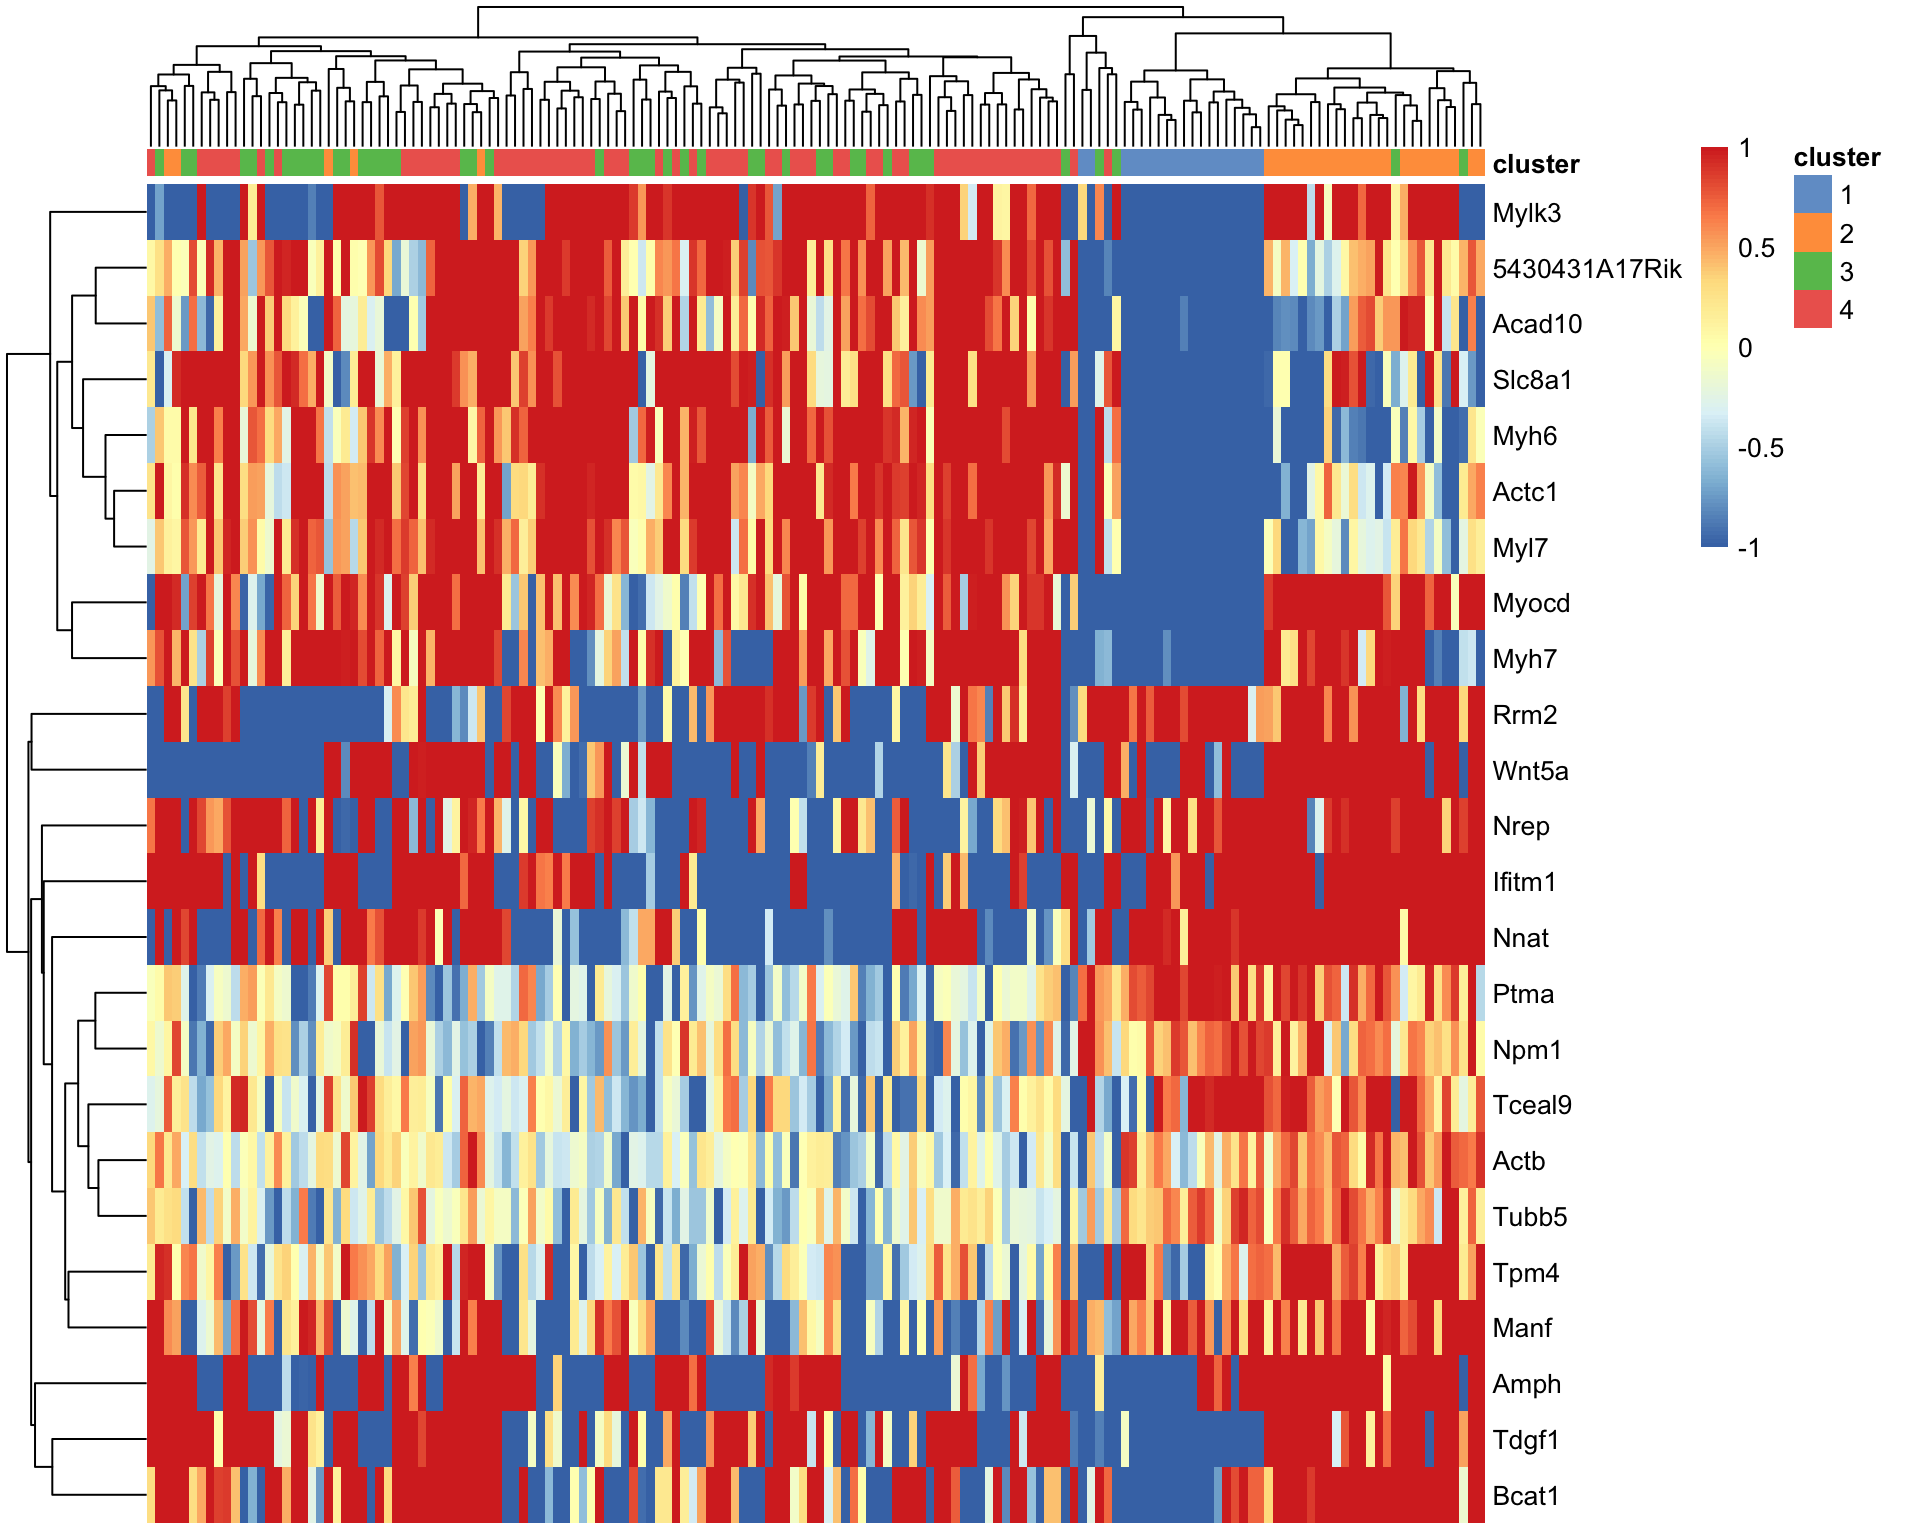 cluster
Mylk3
5430431A17Rik
Acad10
Slc8a1
Myh6
Actc1
Myl7
Myocd
Myh7
Rrm2
Wnt5a
Nrep
Ifitm1
Nnat
Ptma
Npm1
Tceal9
Actb
Tubb5
Tpm4
Manf
Amph
Tdgf1
Bcat1
1
0.5
0
-0.5
-1
cluster
1
2
3
4